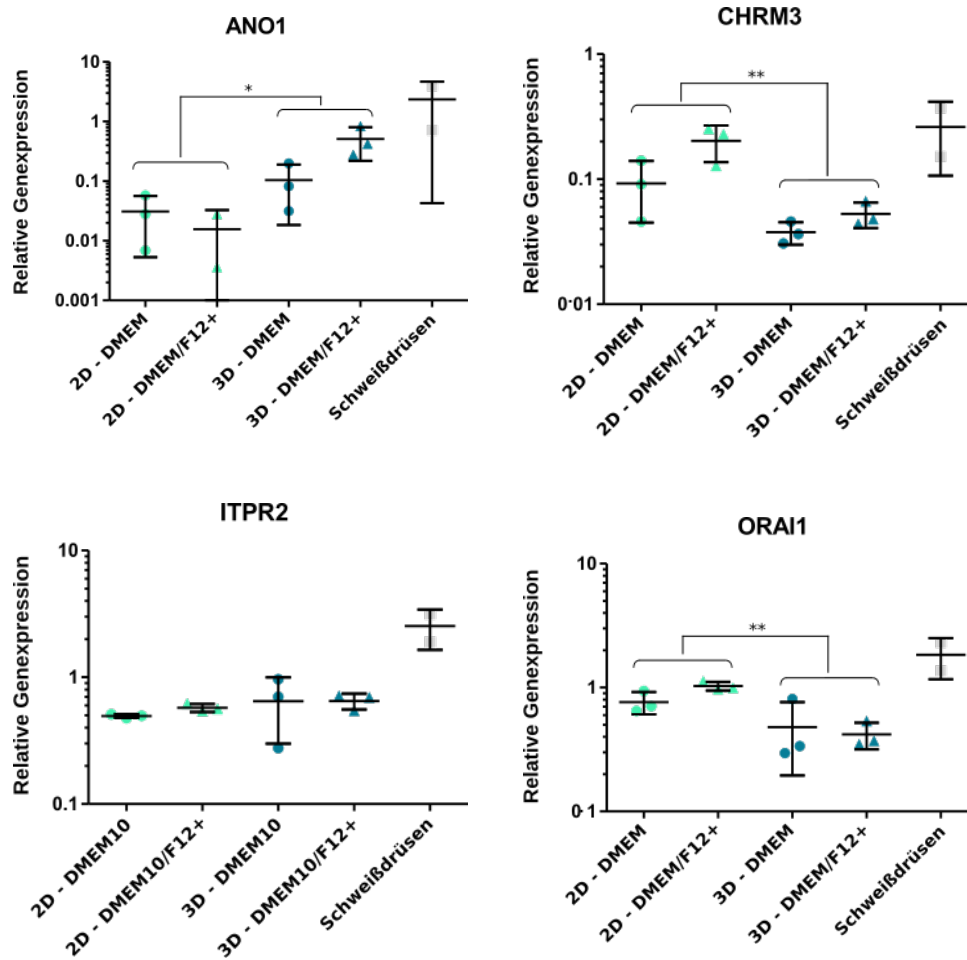 ANO1
Relative Genexpression
10
1
0.1
0.01
0.001
*
2D - DMEM
2D - DMEM/F12+
3D - DMEM
3D - DMEM/F12+
Schweißdrüsen
CHRM3
Relative Genexpression
1
0.1
0·01
**
2D - DMEM
2D - DMEM/F12+
3D - DMEM
3D - DMEM/F12+
Schweißdrüsen
ITPR2
Relative Genexpression
10
1
0.1
2D - DMEM10
2D - DMEM10/F12+
3D - DMEM10
3D - DMEM10/F12+
Schweißdrüsen
ORAI1
Relative Genexpression
10
1
0·1
**
2D - DMEM
2D - DMEM/F12+
3D - DMEM
3D - DMEM/F12+
Schweißdrüsen